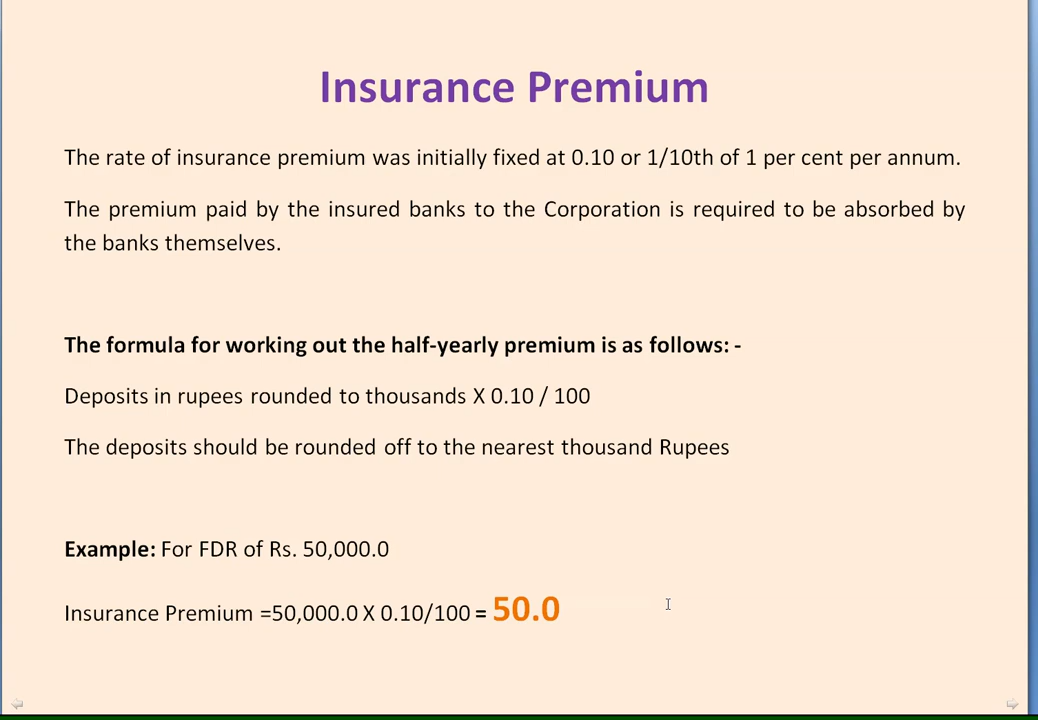 Insurance Premium
The rate of insurance premium was initially fixed at 0.10 or 1/10th of 1 per cent per annum.
The premium paid by the insured banks to the Corporation is required to be absorbed by
the banks themselves.
The formula for working out the half-yearly premium is as follows: -
Deposits in rupees rounded to thousands X 0.10 / 100
The deposits should be rounded off to the nearest thousand Rupees
Example: For FDR of Rs. 50,000.0
Insurance Premium =50,000.0 X 0.10/100 = 50.0